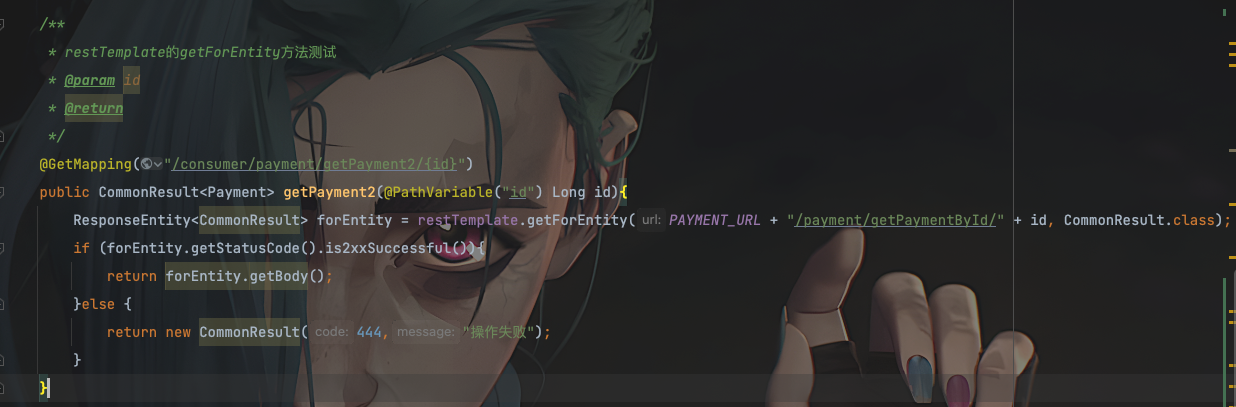 /**
 * restTemplate的getForEntity方法测试
 * @param id
 * @return
 */
@GetMapping("/consumer/payment/getPayment2/{id}")
public CommonResult<Payment> getPayment2(@PathVariable("id") Long id){
    ResponseEntity<CommonResult> forEntity = restTemplate.getForEntity( url: PAYMENT_URL + "/payment/getPaymentById/" + id, CommonResult.class);
    if (forEntity.getStatusCode().is2xxSuccessful()){
        return forEntity.getBody();
    }else {
        return new CommonResult( code: 444, message: "操作失败");
    }
}